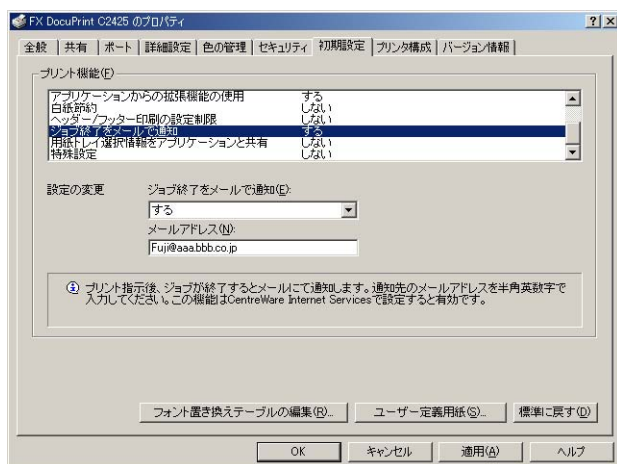 FX DocuPrint C2425 のプロパティ
全般 共有 ポート 詳細設定 色の管理 セキュリティ 初期設定 プリンタ構成 バージョン情報
プリント機能(F)
アプリケーションからの拡張機能の使用 する
白紙節約 しない
ヘッダー/フッター印刷の設定制限 しない
ジョブ終了をメールで通知 する
用紙トレイ選択情報をアプリケーションと共有 しない
特殊設定 しない
設定の変更 ジョブ終了をメールで通知(E):
する
メールアドレス(N):
Fuji@aaa.bbb.co.jp
プリント指示後、ジョブが終了するとメールにて通知します。通知先のメールアドレスを半角英数字で
入力してください。この機能はCentreWare Internet Servicesで設定すると有効です。
フォント置き換えテーブルの編集(R)... ユーザー定義用紙(S)... 標準に戻す(D)
OK キャンセル 適用(A) ヘルプ